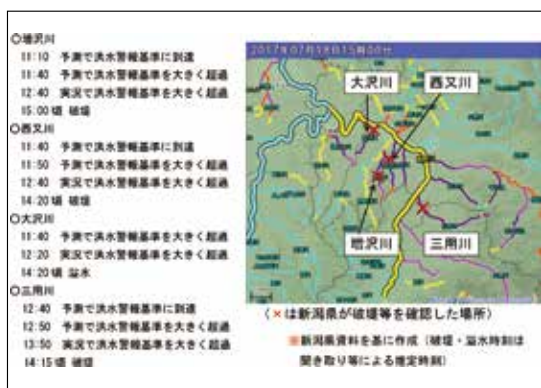 ○増沢川
11:10 予測で洪水警報基準に到達
11:40 予測で洪水警報基準を大きく超過
12:40 実況で洪水警報基準を大きく超過
15:00頃 破堤
○西又川
11:40 予測で洪水警報基準に到達
11:50 予測で洪水警報基準を大きく超過
12:40 実況で洪水警報基準を大きく超過
14:20頃 破堤
○大沢川
11:40 予測で洪水警報基準を大きく超過
12:20 実況で洪水警報基準を大きく超過
14:20頃 溢水
○三用川
12:40 予測で洪水警報基準に到達
12:50 予測で洪水警報基準を大きく超過
13:50 実況で洪水警報基準を大きく超過
14:15頃 破堤
2017年07月18日15時00分
大沢川
西又川
増沢川
三用川
(×は新潟県が破堤等を確認した場所)
※新潟県資料を基に作成(破堤・溢水時刻は
聞き取り等による推定時刻)